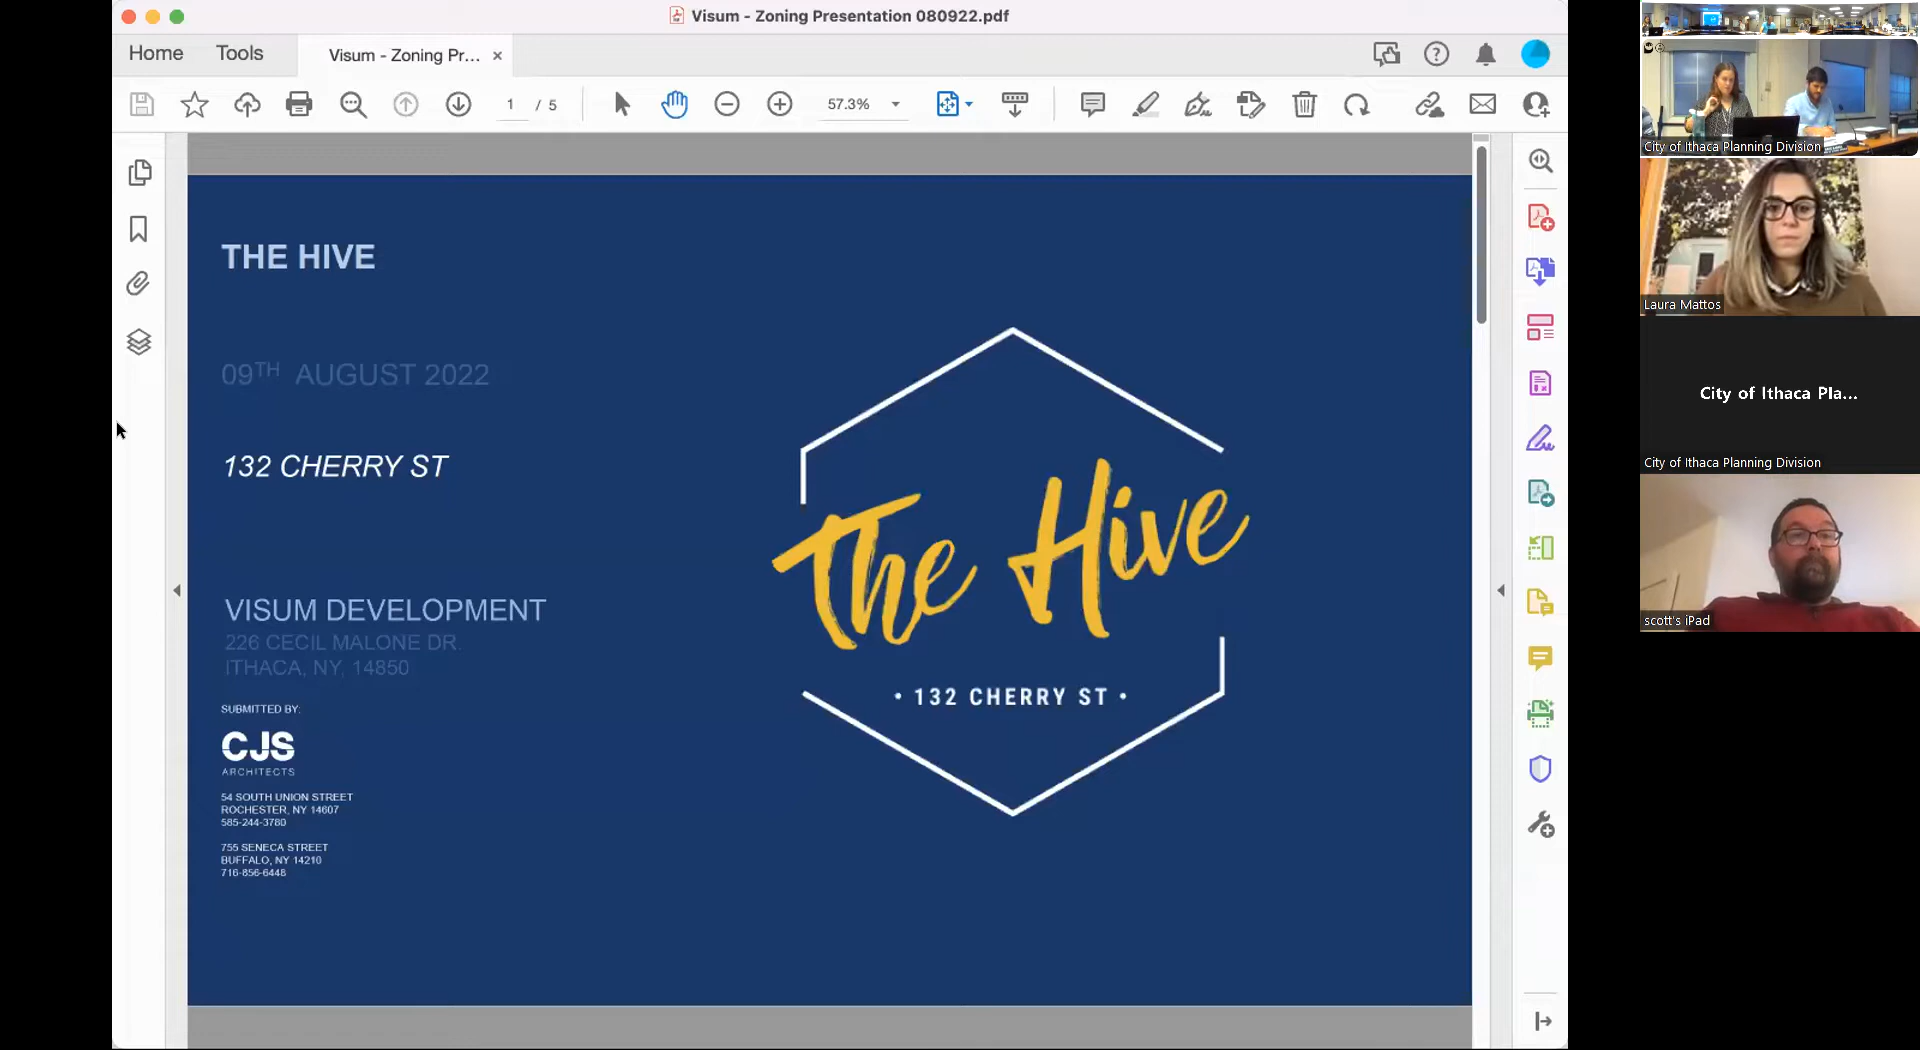 Visum - Zoning Presentation 080922.pdf
Home
Tools
Visum - Zoning Pr... ×
1 / 5
57.3%
THE HIVE
09TH AUGUST 2022
132 CHERRY ST
VISUM DEVELOPMENT
226 CECIL MALONE DR.
ITHACA, NY, 14850
SUBMITTED BY:
CJS
ARCHITECTS
54 SOUTH UNION STREET
ROCHESTER, NY 14607
585-244-3780
755 SENECA STREET
BUFFALO, NY 14210
716-856-6448
The Hive
• 132 CHERRY ST •
City of Ithaca Planning Division
Laura Mattos
City of Ithaca Pla...
City of Ithaca Planning Division
scott's iPad